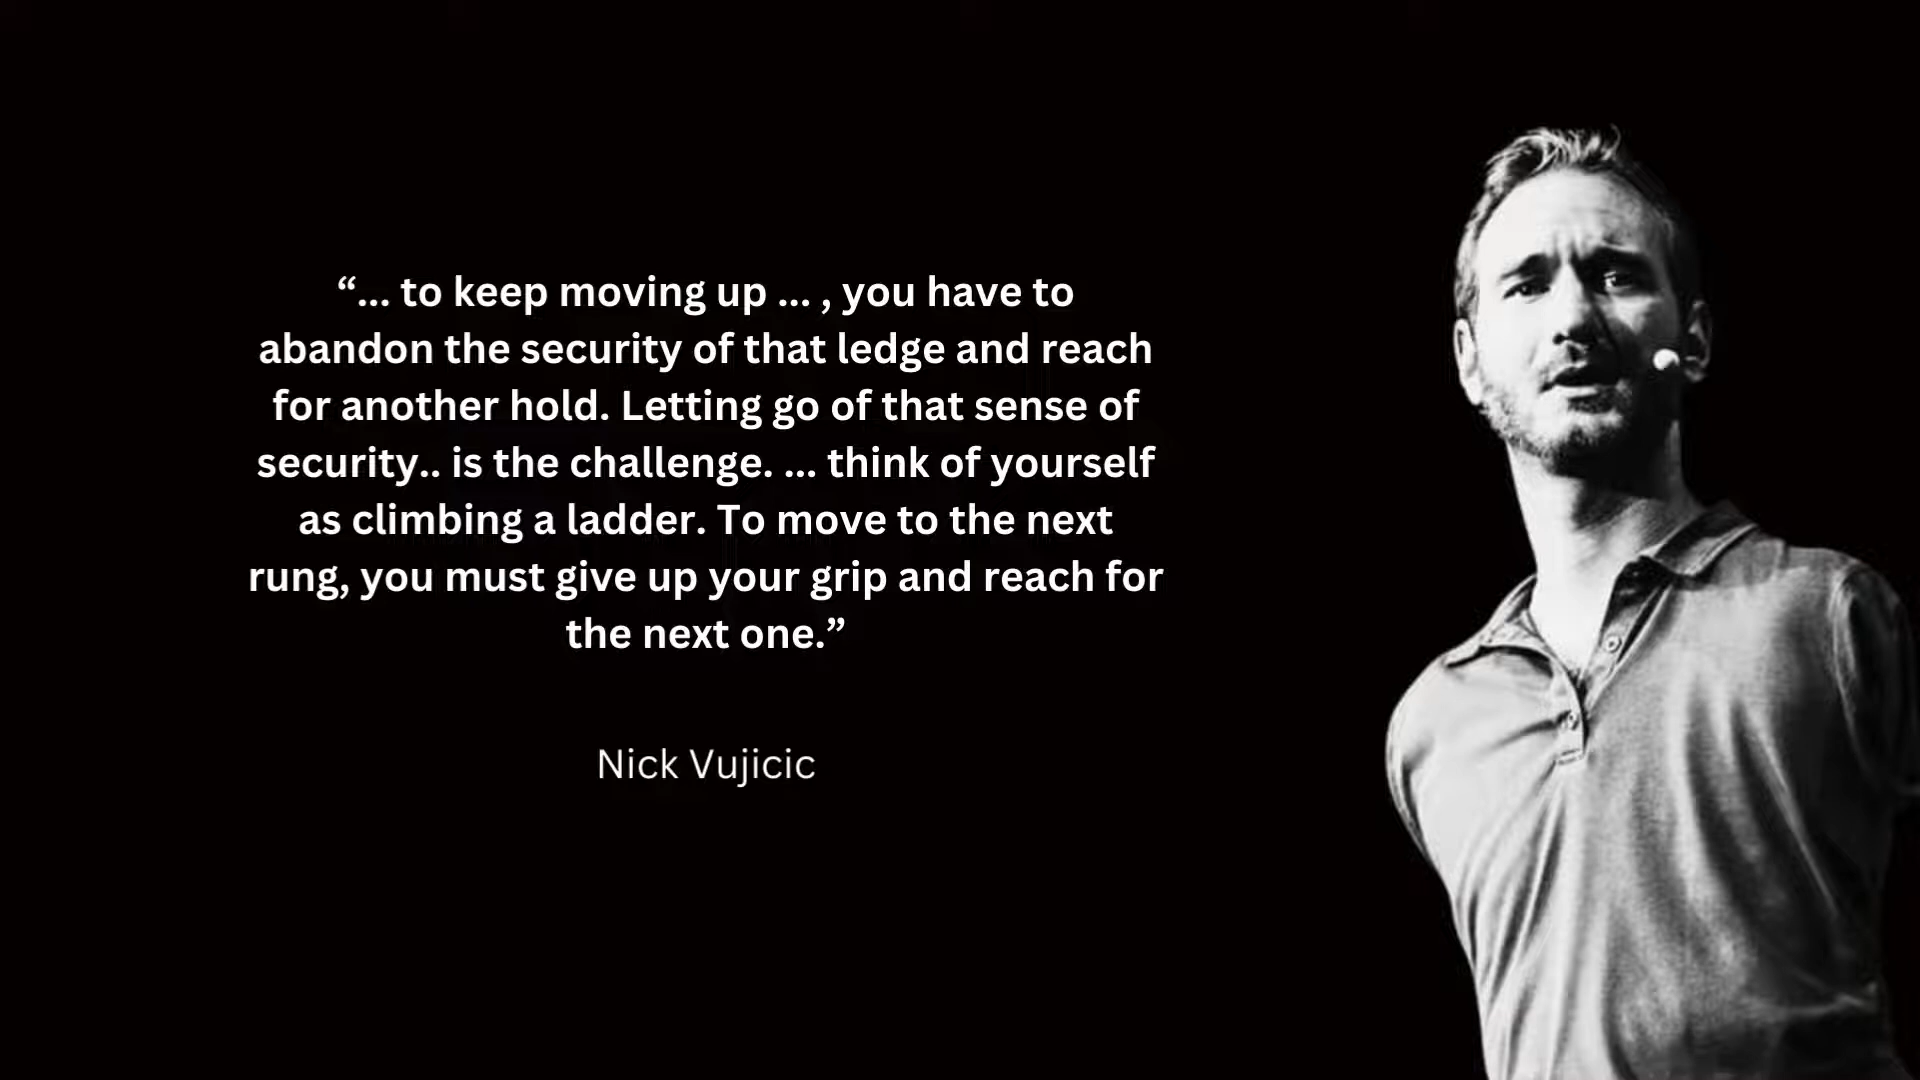 “... to keep moving up ... , you have to
abandon the security of that ledge and reach
for another hold. Letting go of that sense of
security.. is the challenge. ... think of yourself
as climbing a ladder. To move to the next
rung, you must give up your grip and reach for
the next one.”
Nick Vujicic